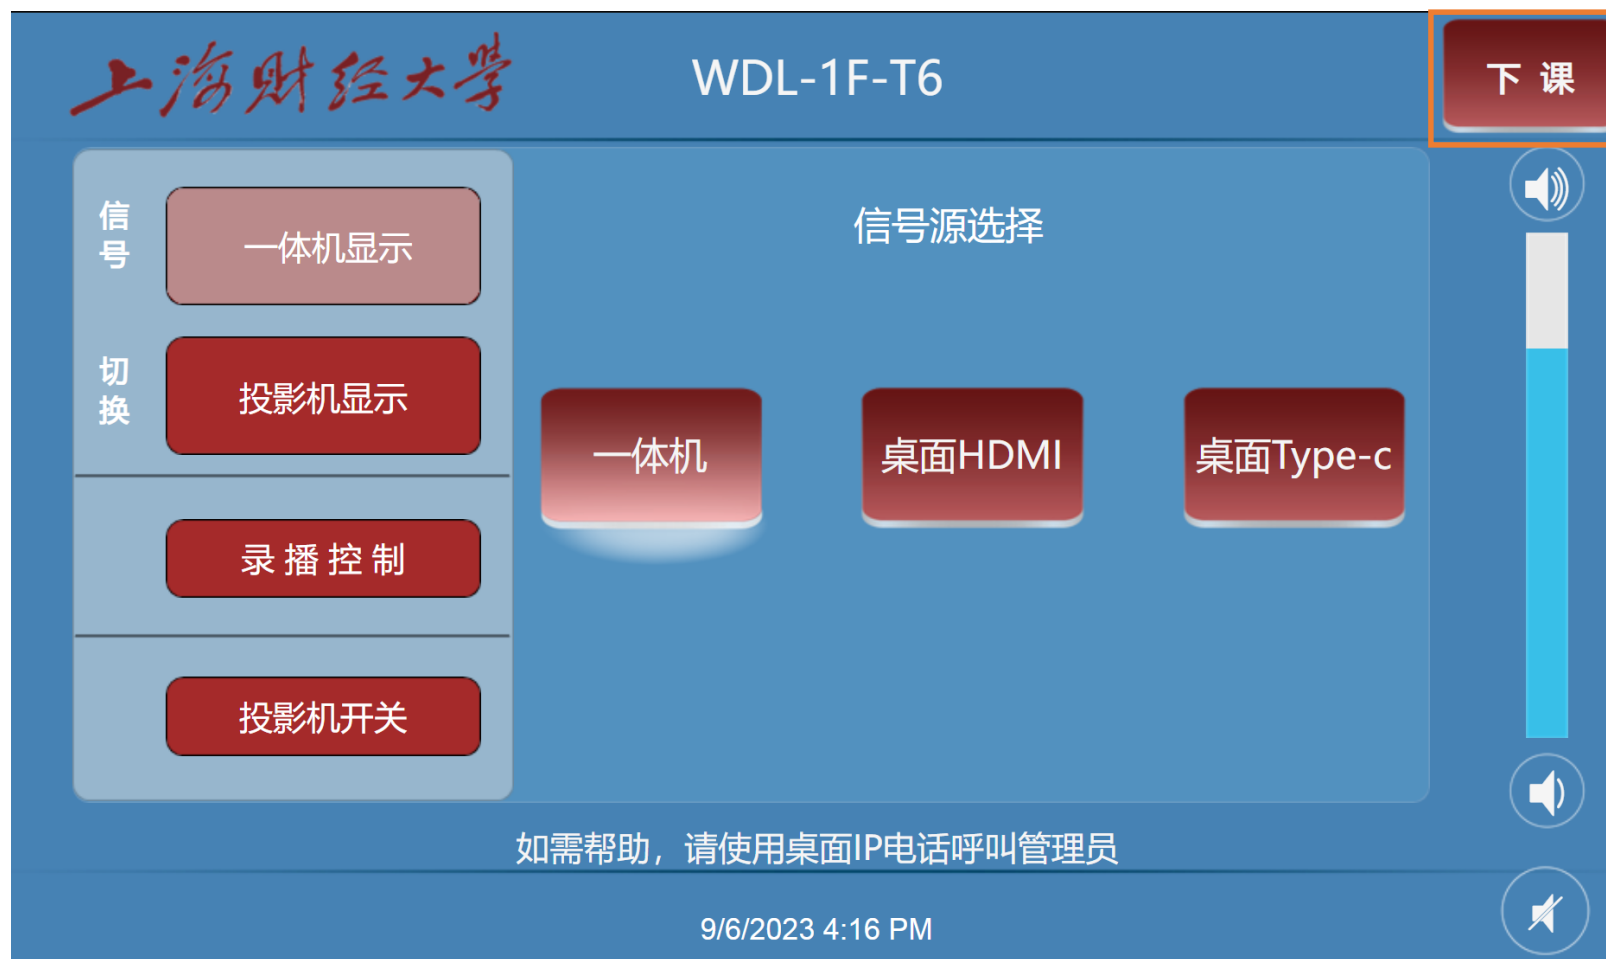 上海财经大学
WDL-1F-T6
下 课
信号
一体机显示
切换
投影机显示
录 播 控 制
投影机开关
信号源选择
一体机
桌面HDMI
桌面Type-c
如需帮助，请使用桌面IP电话呼叫管理员
9/6/2023 4:16 PM